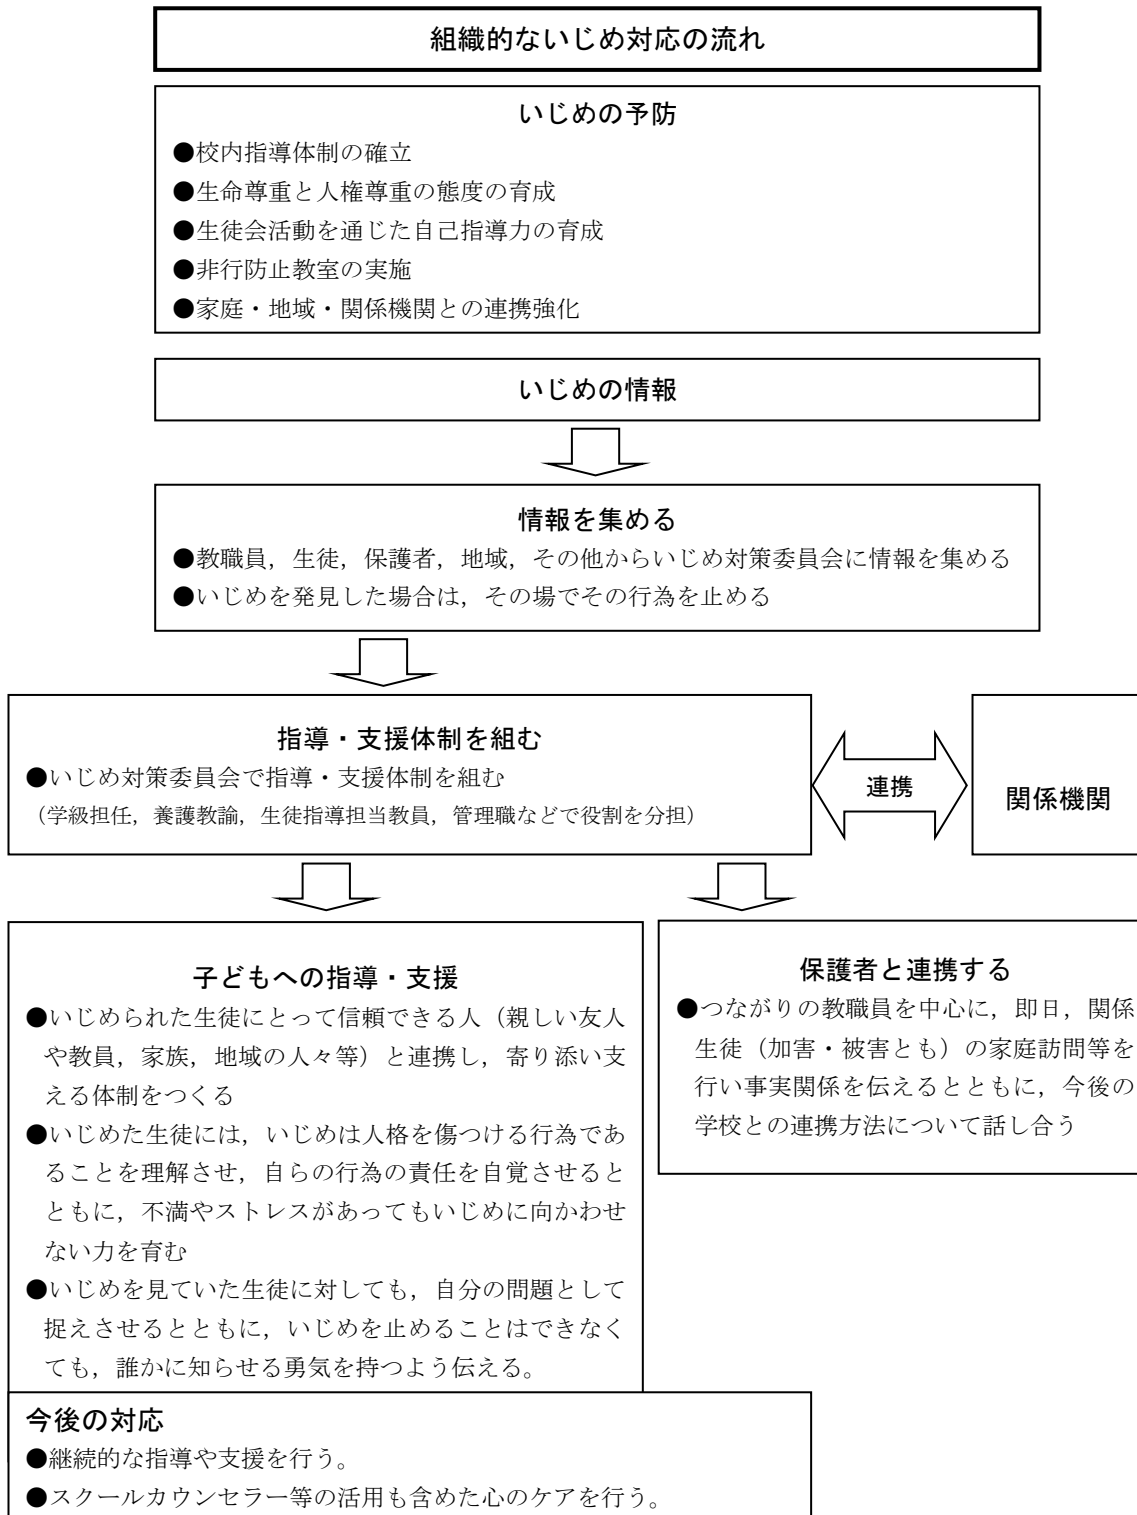 組織的ないじめ対応の流れ
いじめの予防
●校内指導体制の確立
●生命尊重と人権尊重の態度の育成
●生徒会活動を通じた自己指導力の育成
●非行防止教室の実施
●家庭・地域・関係機関との連携強化
いじめの情報
情報を集める
●教職員，生徒，保護者，地域，その他からいじめ対策委員会に情報を集める
●いじめを発見した場合は，その場でその行為を止める
指導・支援体制を組む
●いじめ対策委員会で指導・支援体制を組む
（学級担任，養護教諭，生徒指導担当教員，管理職などで役割を分担）
連携
関係機関
子どもへの指導・支援
●いじめられた生徒にとって信頼できる人（親しい友人
や教員，家族，地域の人々等）と連携し，寄り添い支
える体制をつくる
●いじめた生徒には，いじめは人格を傷つける行為であ
ることを理解させ，自らの行為の責任を自覚させると
ともに，不満やストレスがあってもいじめに向かわせ
ない力を育む
●いじめを見ていた生徒に対しても，自分の問題として
捉えさせるとともに，いじめを止めることはできなく
ても，誰かに知らせる勇気を持つよう伝える。
保護者と連携する
●つながりの教職員を中心に，即日，関係
生徒（加害・被害とも）の家庭訪問等を
行い事実関係を伝えるとともに，今後の
学校との連携方法について話し合う
今後の対応
●継続的な指導や支援を行う。
●スクールカウンセラー等の活用も含めた心のケアを行う。